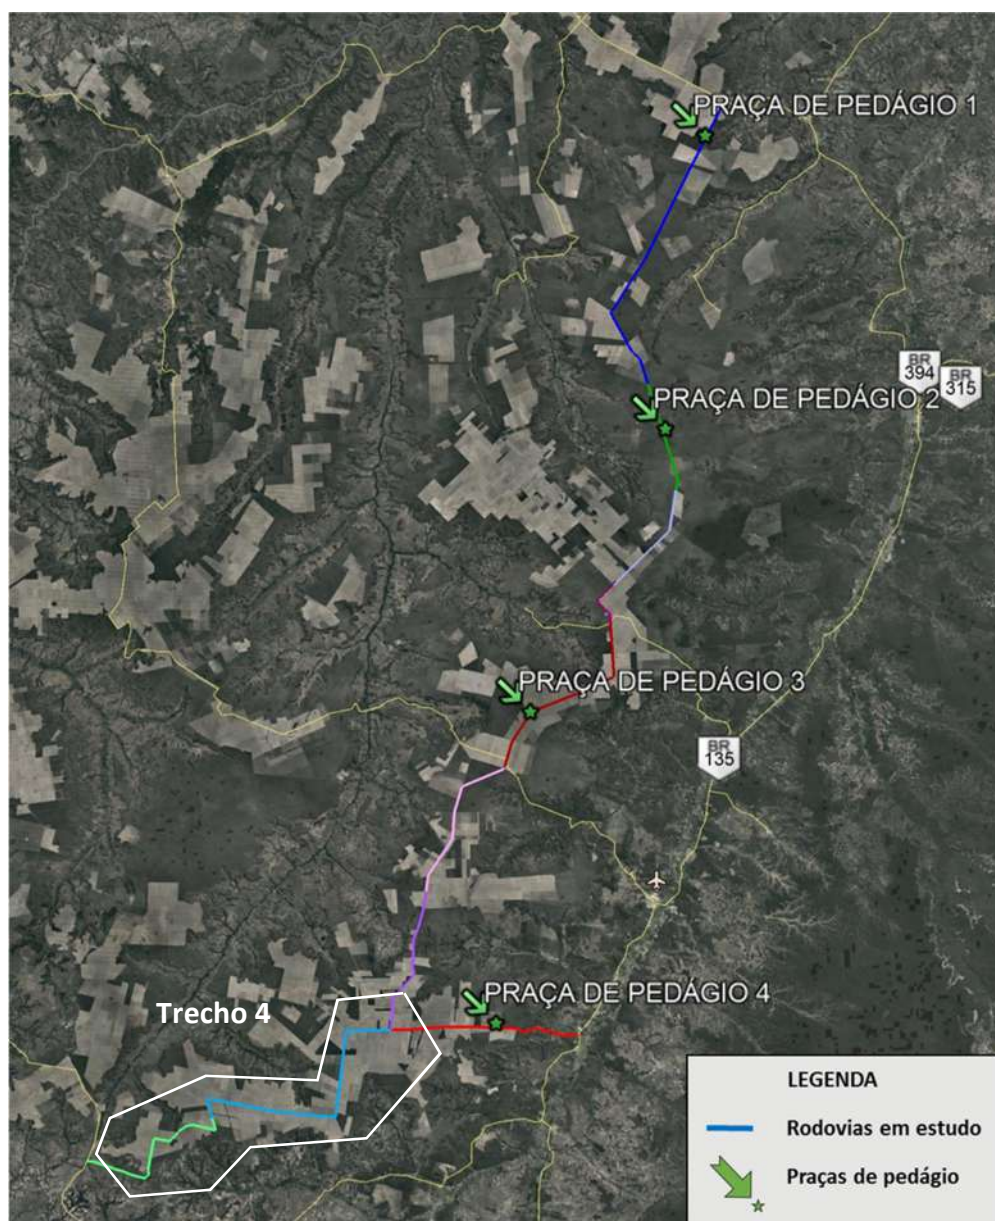 PRAÇA DE PEDÁGIO 1
BR
394
BR
315
PRAÇA DE PEDÁGIO 2
PRAÇA DE PEDÁGIO 3
BR
135
PRAÇA DE PEDÁGIO 4
Trecho 4
LEGENDA
Rodovias em estudo
Praças de pedágio